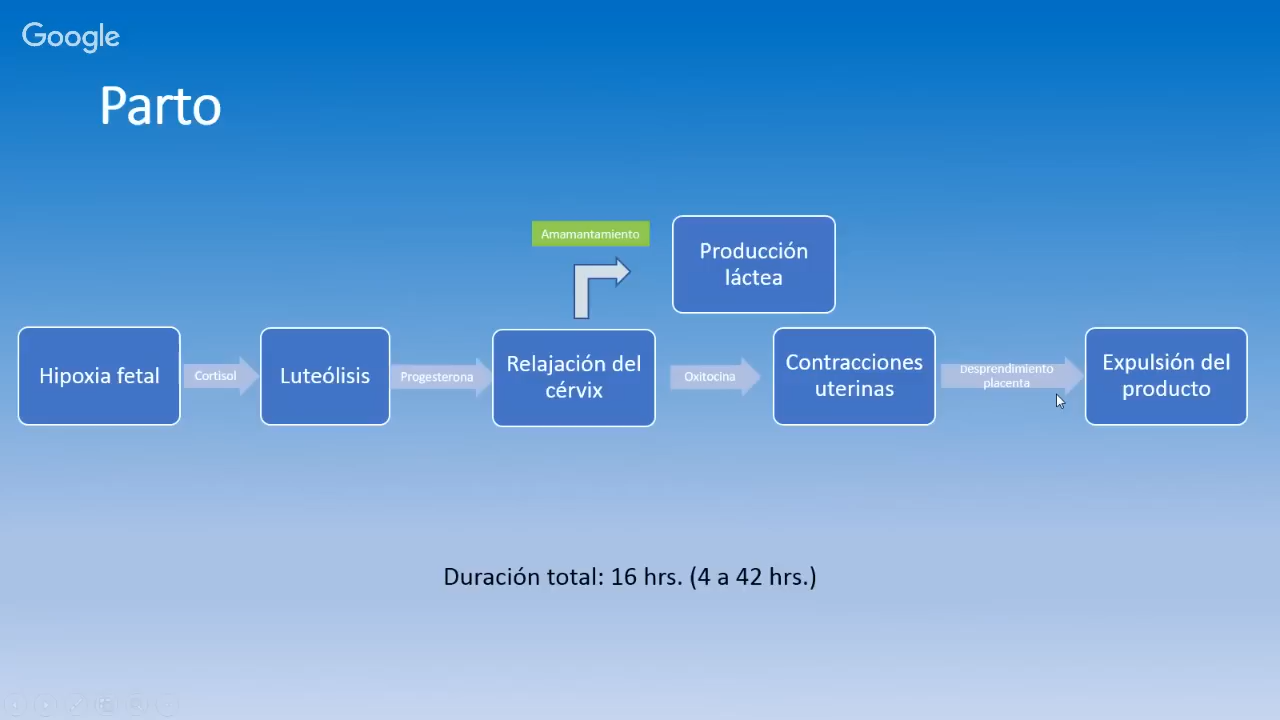 Google
Parto
Amamantamiento
Producción
láctea
Hipoxia fetal
Cortisol
Luteólisis
Progesterona
Relajación del
cérvix
Oxitocina
Contracciones
uterinas
Desprendimiento
placenta
Expulsión del
producto
Duración total: 16 hrs. (4 a 42 hrs.)